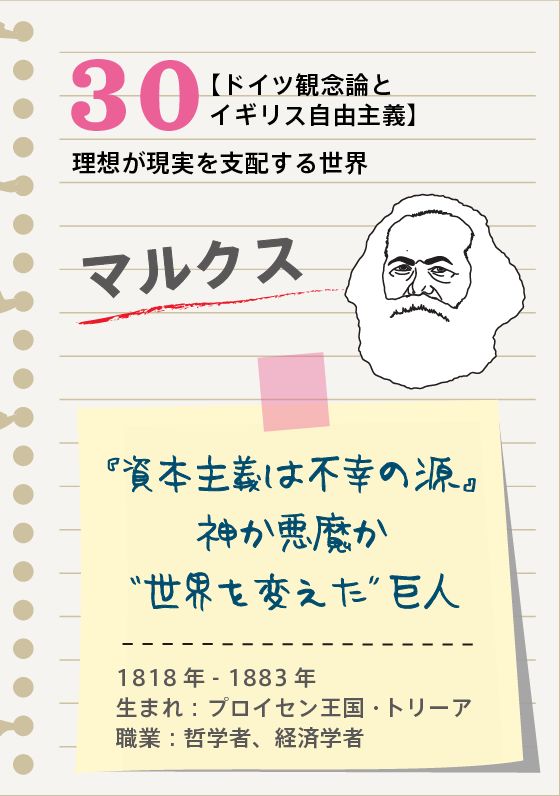 30
【ドイツ観念論と
イギリス自由主義】
理想が現実を支配する世界
マルクス
『資本主義は不幸の源』
神か悪魔か
“世界を変えた”巨人
1818年-1883年
生まれ：プロイセン王国・トリーア
職業：哲学者、経済学者